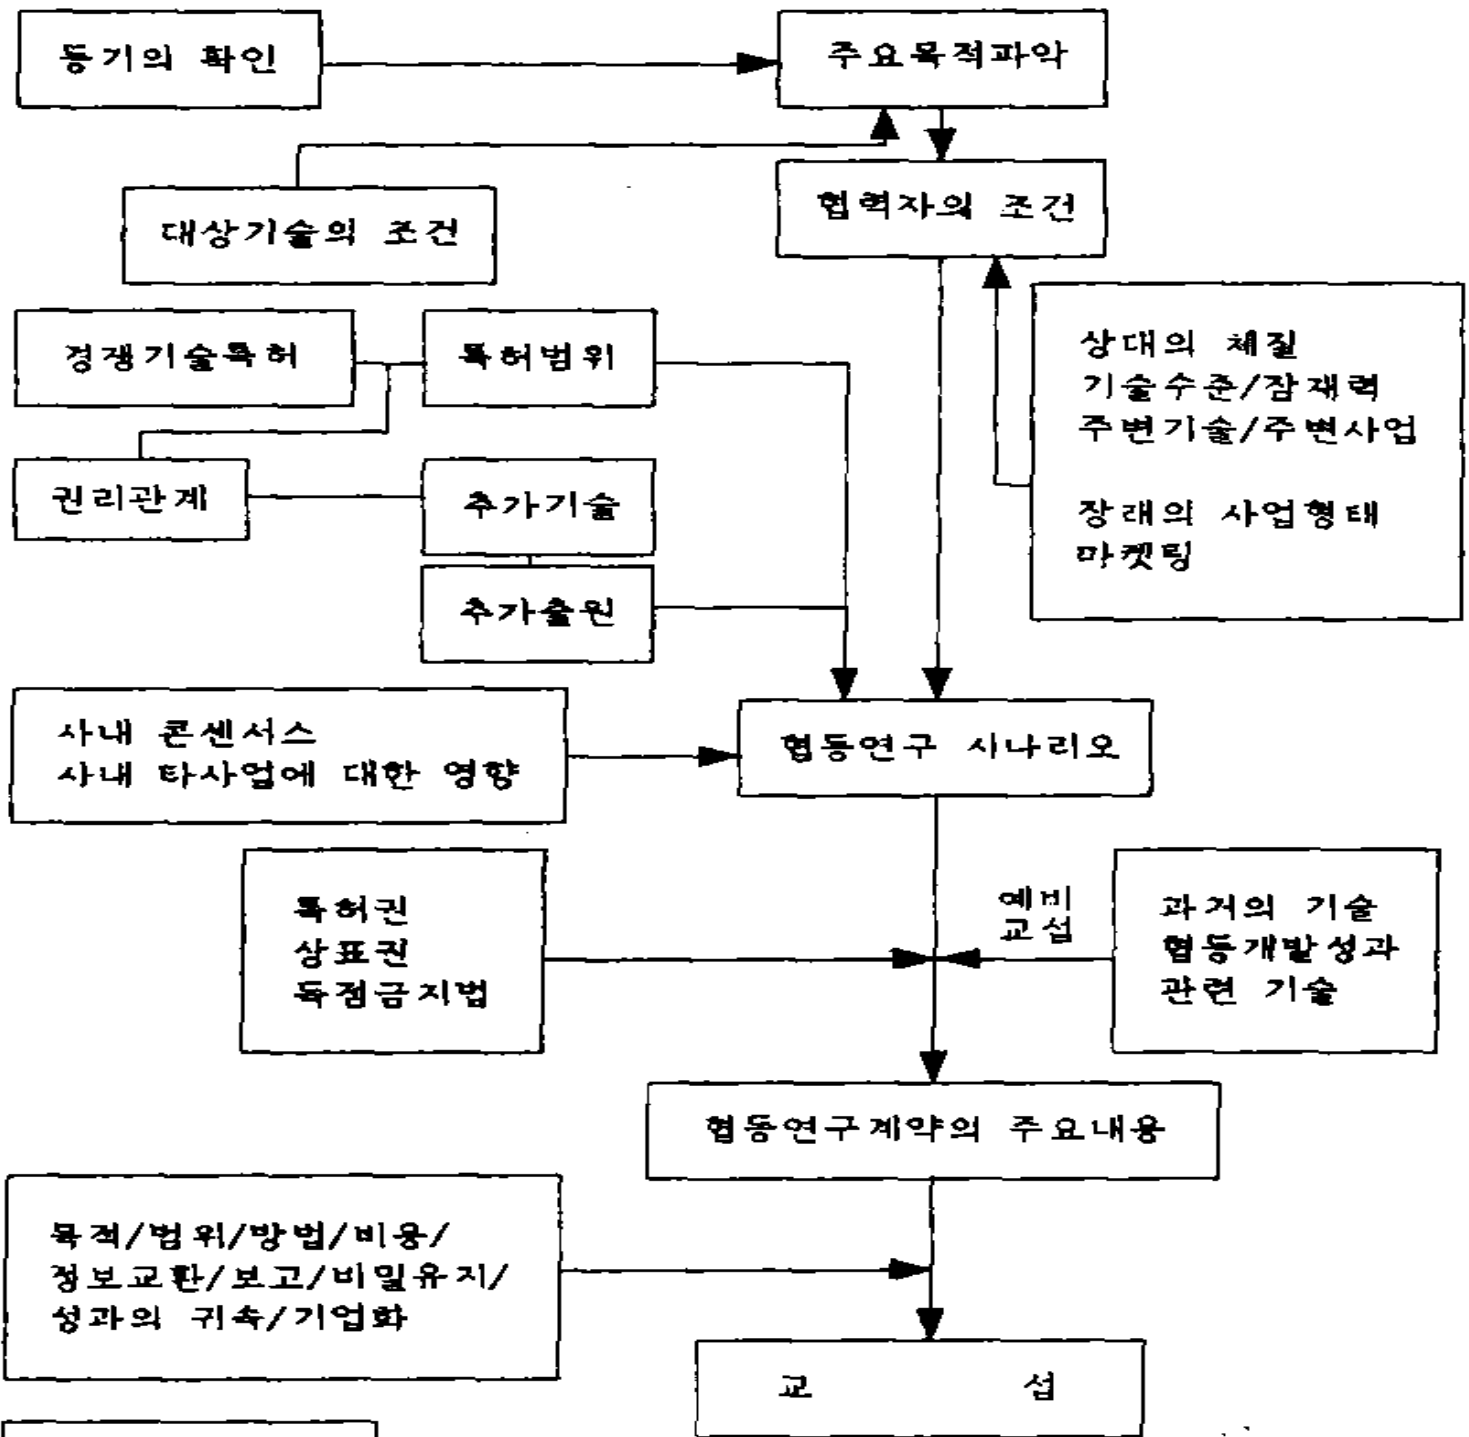 동기의 확인
주요목적파악
대상기술의 조건
협력자의 조건
경쟁기술특허
특허범위
상대의 체질
기술수준/잠재력
주변기술/주변사업
장래의 사업형태
마켓팅
권리관계
추가기술
추가출원
사내 콘센서스
사내 타사업에 대한 영향
협동연구 시나리오
특허권
상표권
독점금지법
예비
교섭
과거의 기술
협동개발성과
관련 기술
협동연구계약의 주요내용
목적/범위/방법/비용/
정보교환/보고/비밀유지/
성과의 귀속/기업화
교 섭